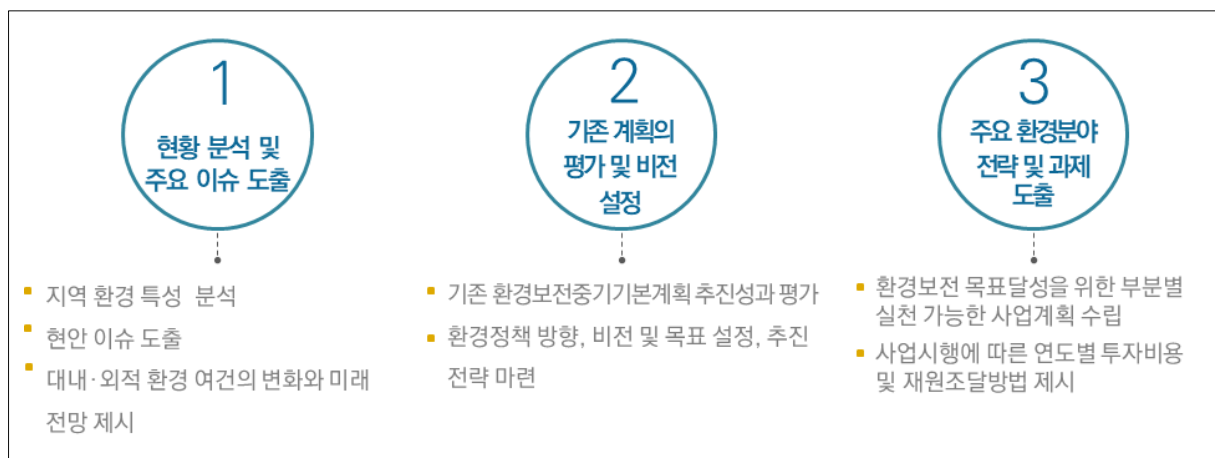 1
현황 분석 및
주요 이슈 도출
지역 환경 특성 분석
현안 이슈 도출
대내·외적 환경 여건의 변화와 미래
전망 제시
2
기존 계획의
평가 및 비전
설정
기존 환경보전중기기본계획 추진성과 평가
환경정책 방향, 비전 및 목표 설정, 추진
전략 마련
3
주요 환경분야
전략 및 과제
도출
환경보전 목표달성을 위한 부분별
실천 가능한 사업계획 수립
사업시행에 따른 연도별 투자비용
및 재원조달방법 제시